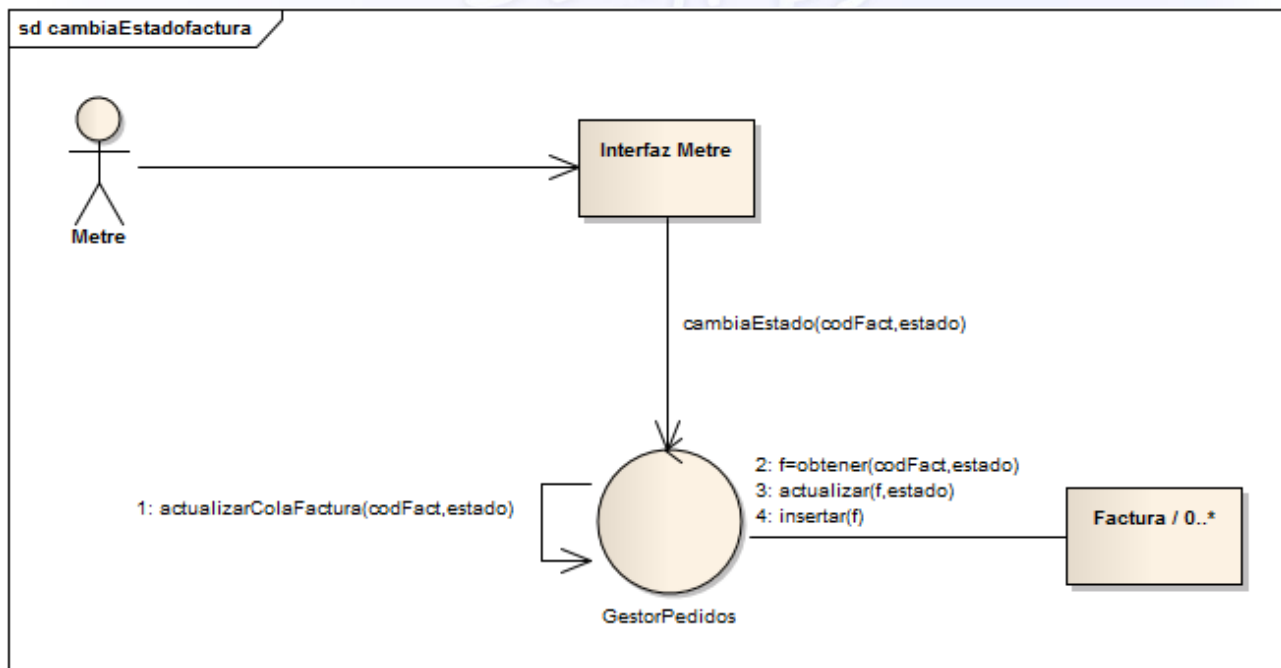 sd cambiaEstadofactura
Metre
Interfaz Metre
cambiaEstado(codFact,estado)
1: actualizarColaFactura(codFact,estado)
2: f=obtener(codFact,estado)
3: actualizar(f,estado)
4: insertar(f)
Factura / 0..*
GestorPedidos